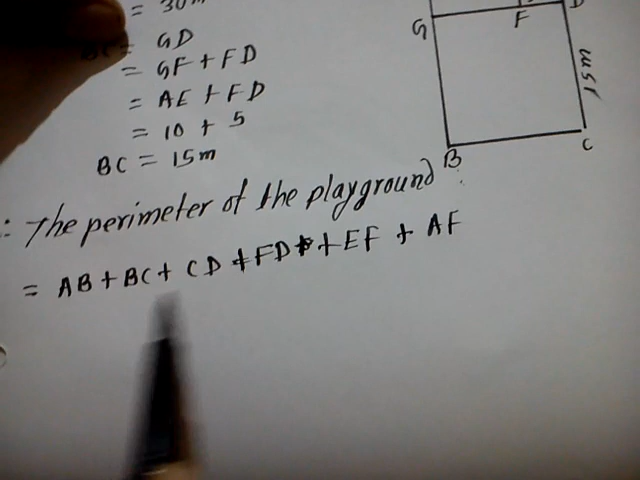 = 30m
BC = GD
= GF + FD
= AE + FD
= 10 + 5
BC = 15m
G
F
D
B
C
∴ The perimeter of the playground
= AB + BC + CD + FD + EF + AF